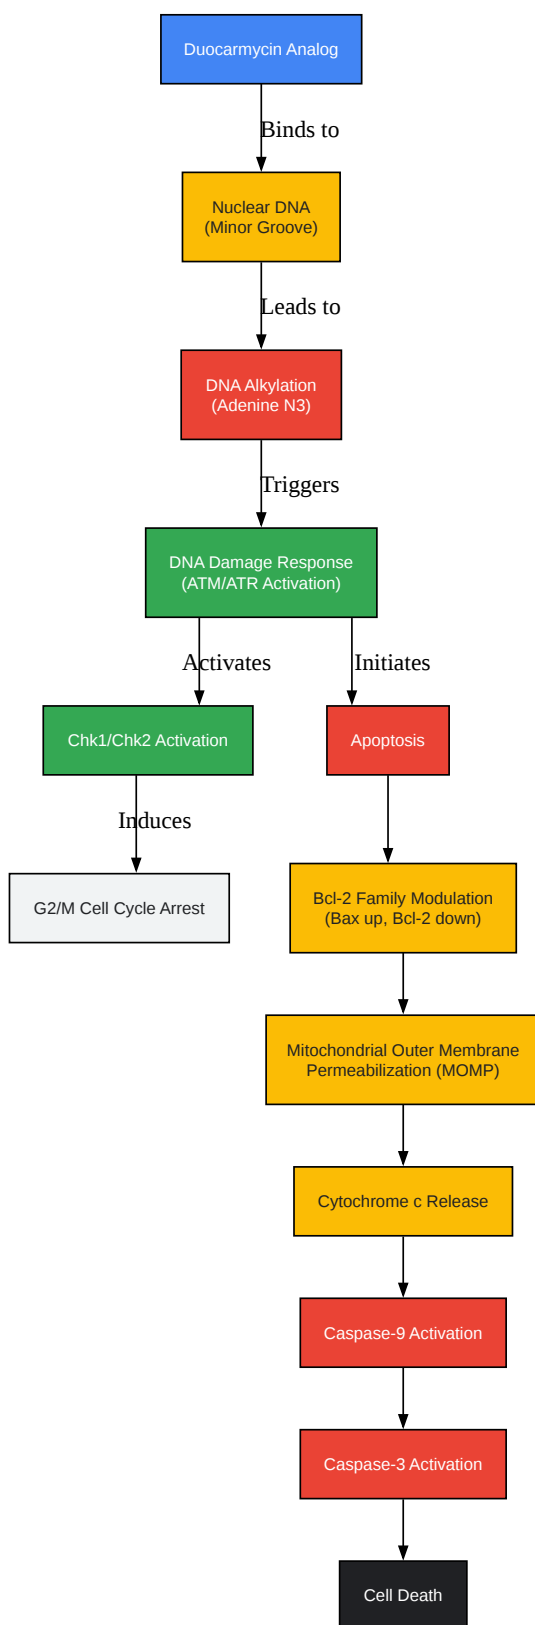 Duocarmycin Analog
Binds to
Nuclear DNA
(Minor Groove)
Leads to
DNA Alkylation
(Adenine N3)
Triggers
DNA Damage Response
(ATM/ATR Activation)
Activates
Initiates
Chk1/Chk2 Activation
Apoptosis
Induces
Bcl-2 Family Modulation
(Bax up, Bcl-2 down)
G2/M Cell Cycle Arrest
Mitochondrial Outer Membrane
Permeabilization (MOMP)
Cytochrome c Release
Caspase-9 Activation
Caspase-3 Activation
Cell Death